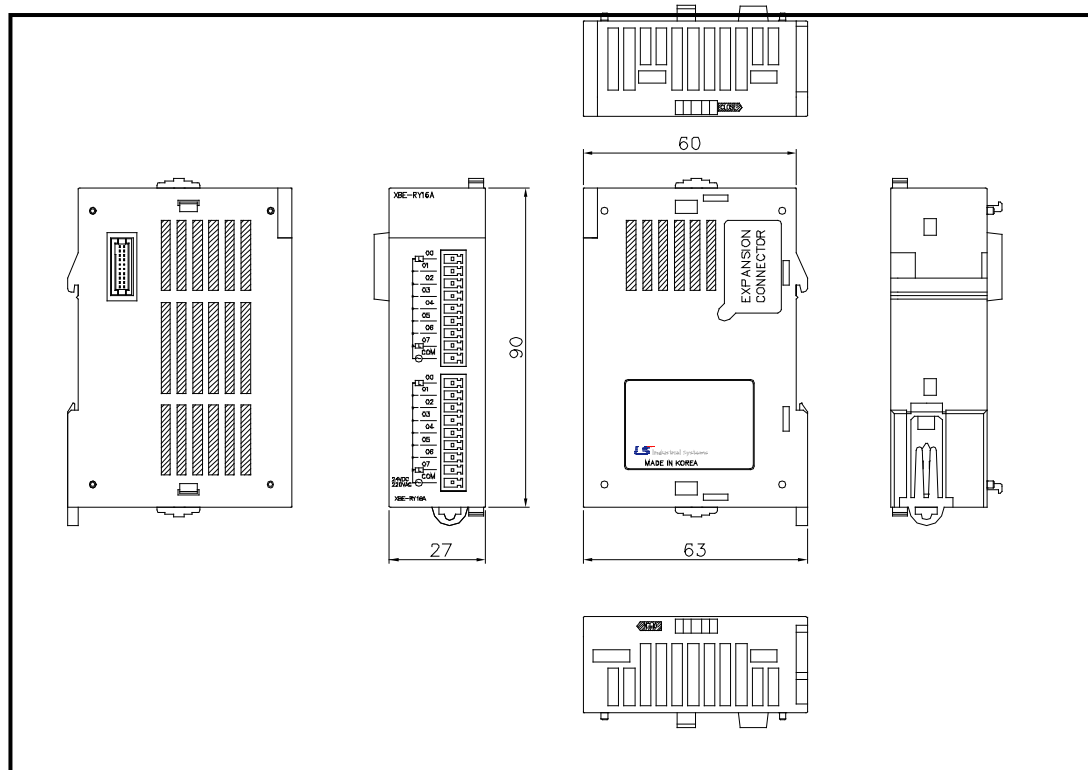 60
XBE-RY16A
00
01
02
03
04
05
06
07
COM
00
01
02
03
04
05
06
07
COM
24VDC
220VAC
XBE-RY16A
EXPANSION
CONNECTOR
90
LS Industrial Systems
MADE IN KOREA
27
63